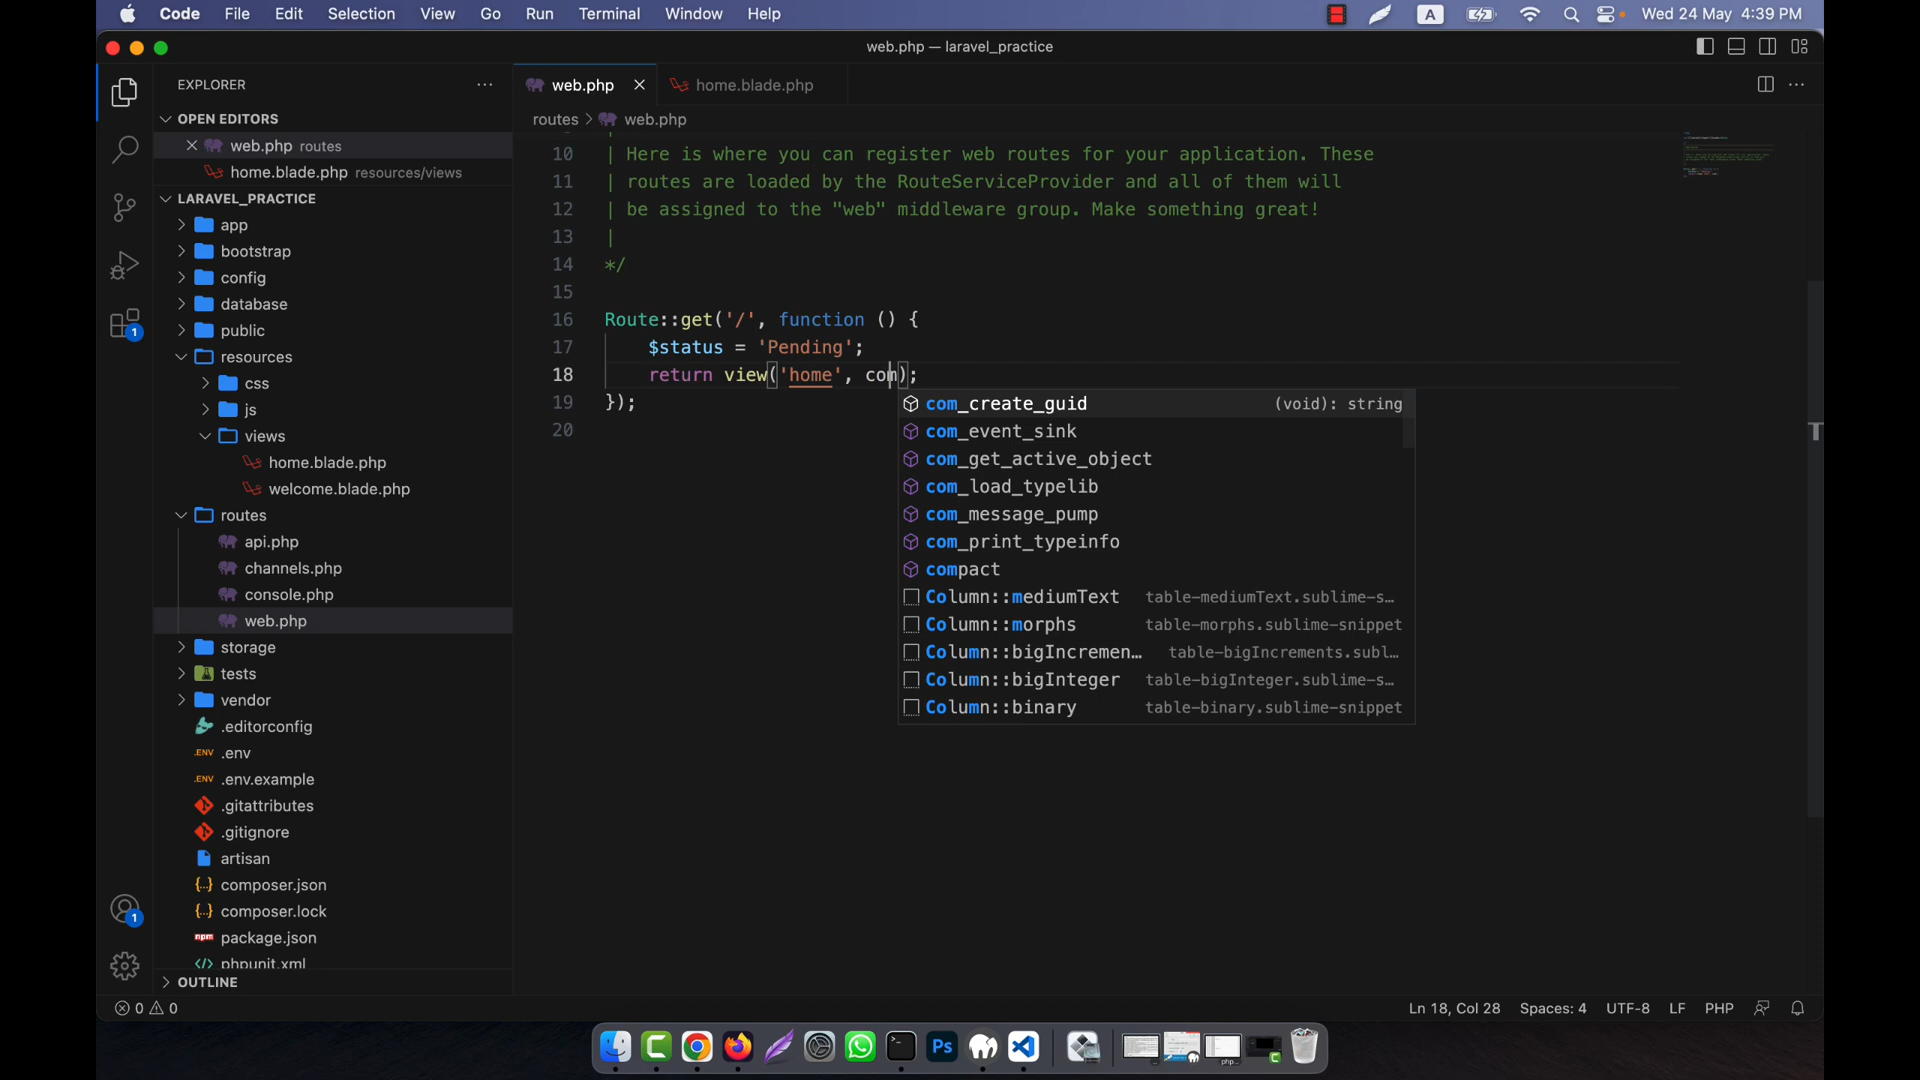 Code File Edit Selection View Go Run Terminal Window Help A Wed 24 May 4:39 PM
web.php — laravel_practice
EXPLORER
web.php home.blade.php
OPEN EDITORS
routes > web.php
web.php routes
home.blade.php resources/views
LARAVEL_PRACTICE
app
bootstrap
config
database
public
resources
css
js
views
home.blade.php
welcome.blade.php
routes
api.php
channels.php
console.php
web.php
storage
tests
vendor
.editorconfig
.ENV .env
.ENV .env.example
.gitattributes
.gitignore
artisan
{..} composer.json
{..} composer.lock
npm package.json
</> phpunit.xml
OUTLINE
1
1
10 | Here is where you can register web routes for your application. These
11 | routes are loaded by the RouteServiceProvider and all of them will
12 | be assigned to the "web" middleware group. Make something great!
13 |
14 */
15
16 Route::get('/', function () {
17 $status = 'Pending';
18 return view('home', com);
19 });
20
com_create_guid (void): string
com_event_sink
com_get_active_object
com_load_typelib
com_message_pump
com_print_typeinfo
compact
Column::mediumText table-mediumText.sublime-s…
Column::morphs table-morphs.sublime-snippet
Column::bigIncremen… table-bigIncrements.subl…
Column::bigInteger table-bigInteger.sublime-s…
Column::binary table-binary.sublime-snippet
0 0 Ln 18, Col 28 Spaces: 4 UTF-8 LF PHP
Ps
php